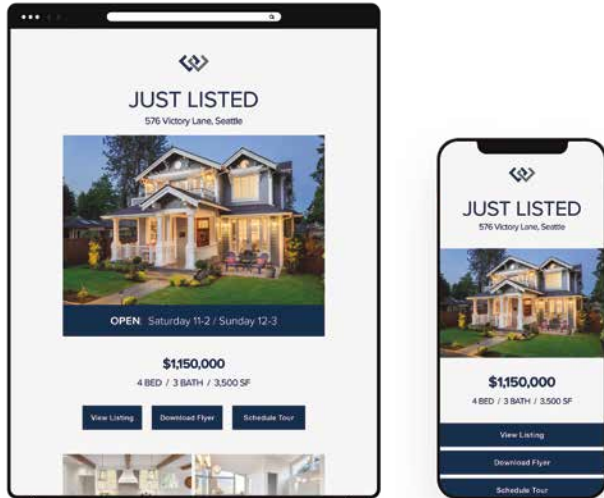 JUST LISTED
576 Victory Lane, Seattle
OPEN: Saturday 11-2 / Sunday 12-3
$1,150,000
4 BED / 3 BATH / 3,500 SF
View Listing Download Flyer Schedule Tour
JUST LISTED
576 Victory Lane, Seattle
$1,150,000
4 BED / 3 BATH / 3,500 SF
View Listing
Download Flyer
Schedule Tour